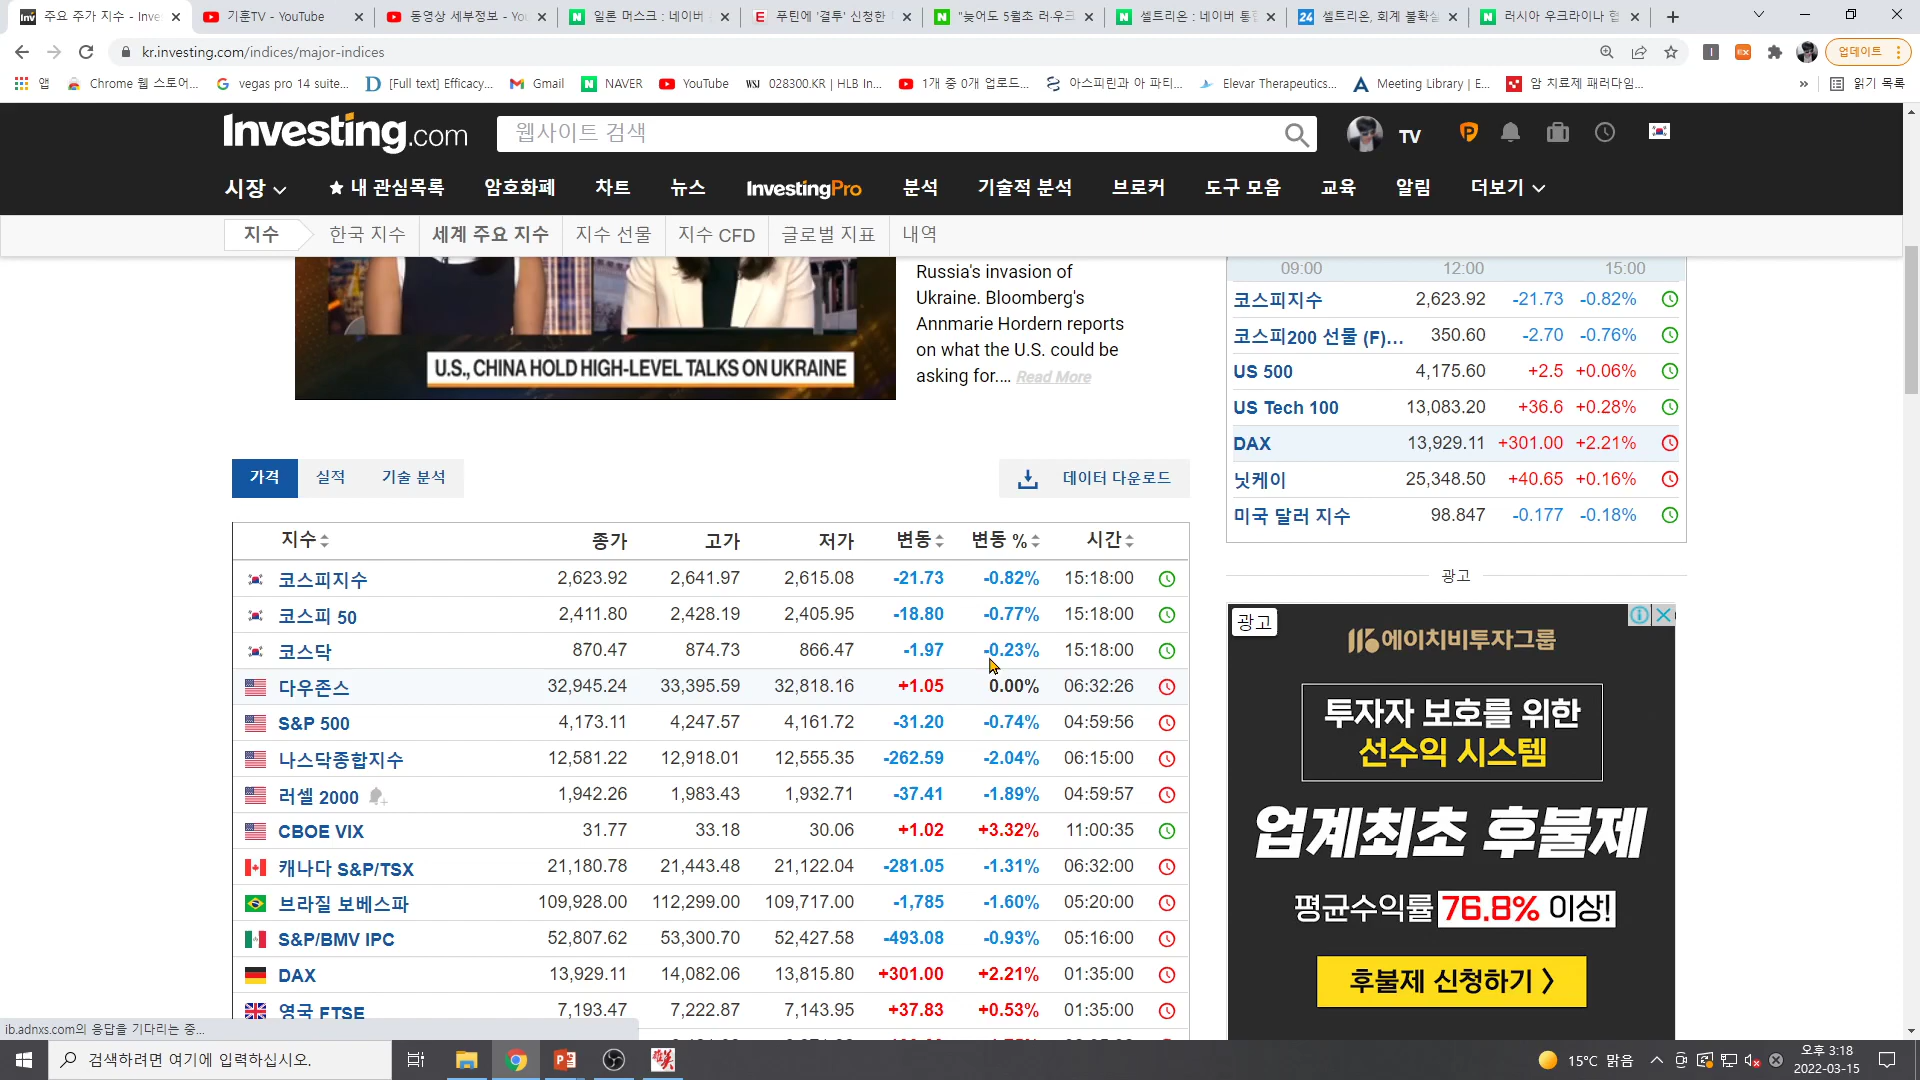 주요 주가 지수 - Inve
기훈TV - YouTube
동영상 세부정보 - Yo
일론 머스크 : 네이버
푸틴에 '결투' 신청한
"늦어도 5월초 러·우크
셀트리온 : 네이버 통
셀트리온, 회계 불확실
러시아 우크라이나 협
kr.investing.com/indices/major-indices
업데이트
앱
Chrome 웹 스토어...
vegas pro 14 suite...
[Full text] Efficacy...
Gmail
NAVER
YouTube
WSJ 028300.KR | HLB In...
1개 중 0개 업로드...
아스피린과 아 파티...
Elevar Therapeutics...
Meeting Library | E...
암 치료제 패러다임...
»
읽기 목록
Investing.com
웹사이트 검색
TV
시장
내 관심목록
암호화폐
차트
뉴스
InvestingPro
분석
기술적 분석
브로커
도구 모음
교육
알림
더보기
지수
한국 지수
세계 주요 지수
지수 선물
지수 CFD
글로벌 지표
내역
U.S., CHINA HOLD HIGH-LEVEL TALKS ON UKRAINE
Russia's invasion of
Ukraine. Bloomberg's
Annmarie Hordern reports
on what the U.S. could be
asking for.... Read More
09:00 12:00 15:00
코스피지수 2,623.92 -21.73 -0.82%
코스피200 선물 (F)... 350.60 -2.70 -0.76%
US 500 4,175.60 +2.5 +0.06%
US Tech 100 13,083.20 +36.6 +0.28%
DAX 13,929.11 +301.00 +2.21%
닛케이 25,348.50 +40.65 +0.16%
미국 달러 지수 98.847 -0.177 -0.18%
가격 실적 기술 분석
데이터 다운로드
지수 종가 고가 저가 변동 변동 % 시간
코스피지수 2,623.92 2,641.97 2,615.08 -21.73 -0.82% 15:18:00
코스피 50 2,411.80 2,428.19 2,405.95 -18.80 -0.77% 15:18:00
코스닥 870.47 874.73 866.47 -1.97 -0.23% 15:18:00
다우존스 32,945.24 33,395.59 32,818.16 +1.05 0.00% 06:32:26
S&P 500 4,173.11 4,247.57 4,161.72 -31.20 -0.74% 04:59:56
나스닥종합지수 12,581.22 12,918.01 12,555.35 -262.59 -2.04% 06:15:00
러셀 2000 1,942.26 1,983.43 1,932.71 -37.41 -1.89% 04:59:57
CBOE VIX 31.77 33.18 30.06 +1.02 +3.32% 11:00:35
캐나다 S&P/TSX 21,180.78 21,443.48 21,122.04 -281.05 -1.31% 06:32:00
브라질 보베스파 109,928.00 112,299.00 109,717.00 -1,785 -1.60% 05:20:00
S&P/BMV IPC 52,807.62 53,300.70 52,427.58 -493.08 -0.93% 05:16:00
DAX 13,929.11 14,082.06 13,815.80 +301.00 +2.21% 01:35:00
영국 FTSE 7,193.47 7,222.87 7,143.95 +37.83 +0.53% 01:35:00
광고
광고
에이치비투자그룹
투자자 보호를 위한
선수익 시스템
업계최초 후불제
평균수익률 76.8% 이상!
후불제 신청하기 〉
ib.adnxs.com의 응답을 기다리는 중...
검색하려면 여기에 입력하십시오.
15°C 맑음
오후 3:18
2022-03-15